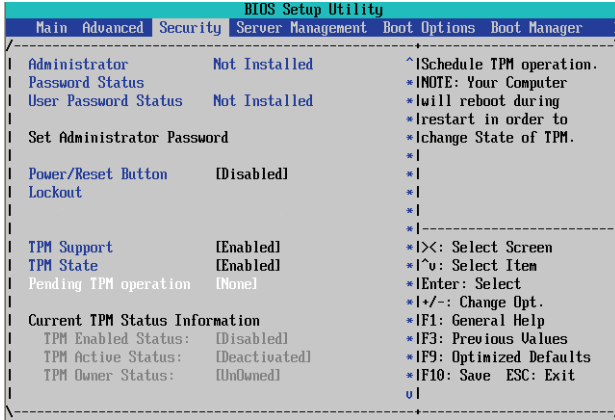 BIOS Setup Utility
Main Advanced Security Server Management Boot Options Boot Manager
Administrator Not Installed
Password Status
User Password Status Not Installed
Set Administrator Password
Power/Reset Button [Disabled]
Lockout
TPM Support [Enabled]
TPM State [Enabled]
Pending TPM operation [None]
Current TPM Status Information
TPM Enabled Status: [Disabled]
TPM Active Status: [Deactivated]
TPM Owner Status: [UnOwned]
Schedule TPM operation.
NOTE: Your Computer
will reboot during
restart in order to
change State of TPM.
><: Select Screen
^v: Select Item
Enter: Select
+/-: Change Opt.
F1: General Help
F3: Previous Values
F9: Optimized Defaults
F10: Save ESC: Exit